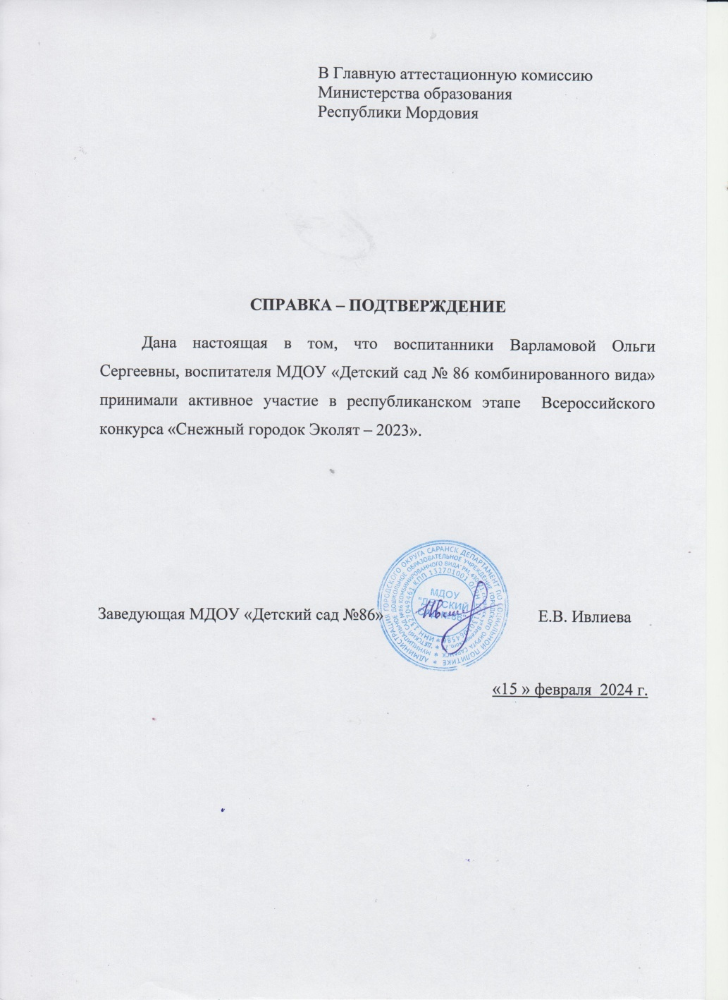 В Главную аттестационную комиссию
Министерства образования
Республики Мордовия
СПРАВКА – ПОДТВЕРЖДЕНИЕ
Дана настоящая в том, что воспитанники Варламовой Ольги
Сергеевны, воспитателя МДОУ «Детский сад № 86 комбинированного вида»
принимали активное участие в республиканском этапе Всероссийского
конкурса «Снежный городок Эколят – 2023».
Заведующая МДОУ «Детский сад №86»
Е.В. Ивлиева
АДМИНИСТРАЦИЯ ГОРОДСКОГО ОКРУГА САРАНСК ДЕПАРТАМЕНТ ПО СОЦИАЛЬНОЙ ПОЛИТИКЕ
МДОУ
"ДЕТСКИЙ
«15 » февраля 2024 г.